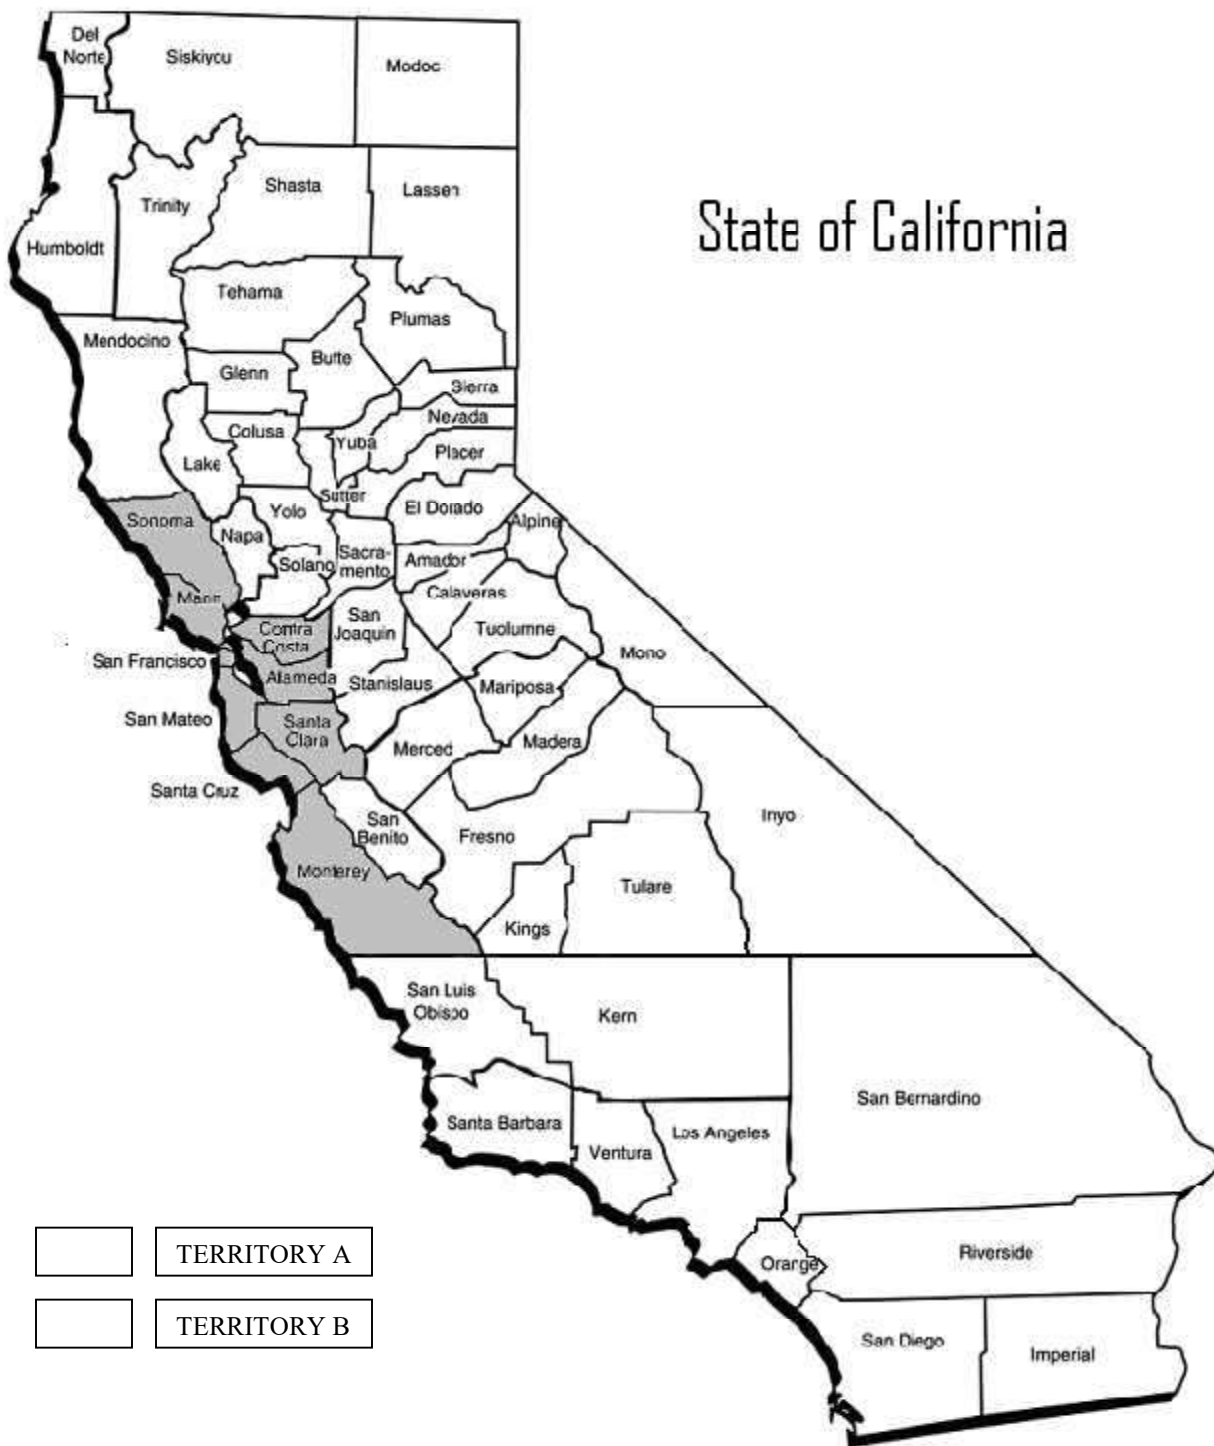 Del
Norte
Siskiyou
Modoc
Shasta
Lassen
Trinity
State of California
Humboldt
Tehama
Plumas
Mendocino
Butte
Glenn
Sierra
Nevada
Colusa
Yuba
Placer
Lake
Sutter
El Dorado
Yolo
Sonoma
Alpine
Napa
Sacra-
mento
Amador
Solano
Calaveras
Marin
San
Joaquin
Contra
Costa
Tuolumne
Mono
San Francisco
Alameda
Stanislaus
Mariposa
San Mateo
Santa
Clara
Merced
Madera
Santa Cruz
San
Benito
Fresno
Inyo
Monterey
Tulare
Kings
San Luis
Obispo
Kern
San Bernardino
Santa Barbara
Los Angeles
Ventura
TERRITORY A
Orange
Riverside
TERRITORY B
San Diego
Imperial